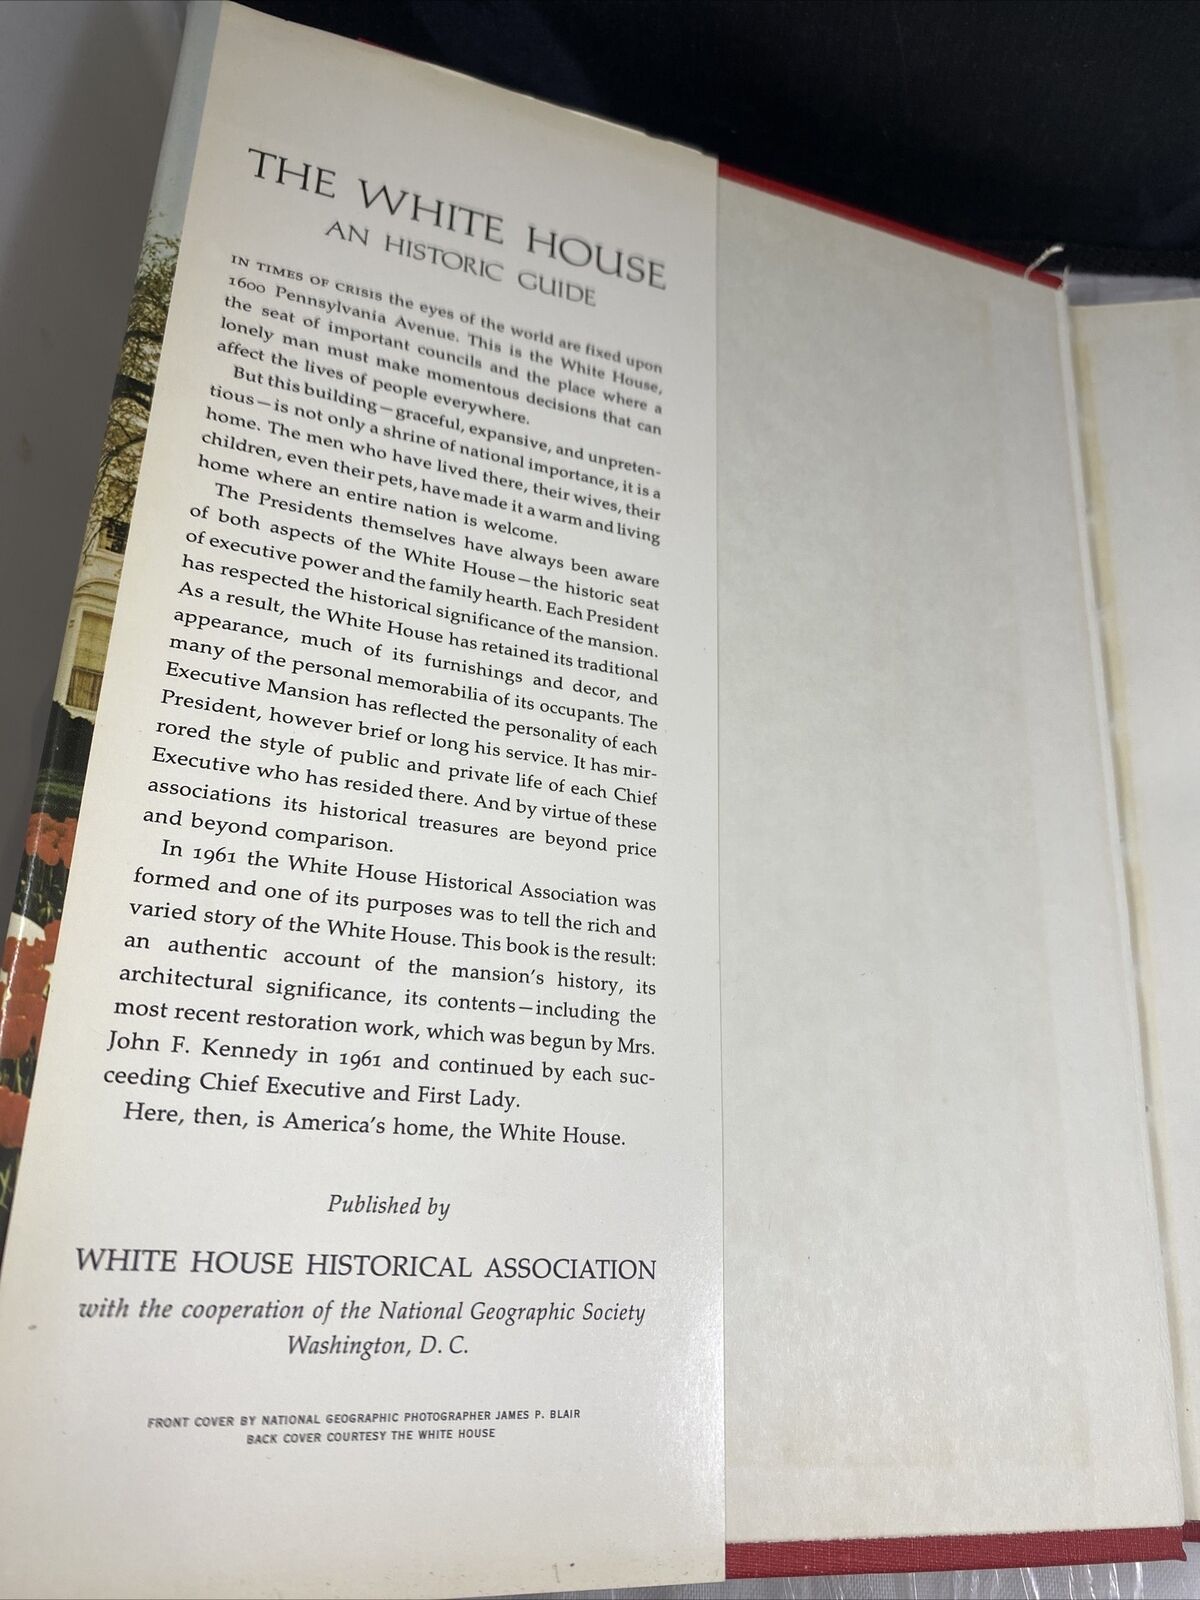 THE WHITE HOUSE
AN HISTORIC GUIDE
IN TIMES OF CRISIS the eyes of the world are fixed upon
1600 Pennsylvania Avenue. This is the White House,
the seat of important councils and the place where a
lonely man must make momentous decisions that can
affect the lives of people everywhere.
But this building—graceful, expansive, and unpreten-
tious—is not only a shrine of national importance, it is a
home. The men who have lived there, their wives, their
children, even their pets, have made it a warm and living
home where an entire nation is welcome.
The Presidents themselves have always been aware
of both aspects of the White House—the historic seat
of executive power and the family hearth. Each President
has respected the historical significance of the mansion.
As a result, the White House has retained its traditional
appearance, much of its furnishings and decor, and
many of the personal memorabilia of its occupants. The
Executive Mansion has reflected the personality of each
President, however brief or long his service. It has mir-
rored the style of public and private life of each Chief
Executive who has resided there. And by virtue of these
associations its historical treasures are beyond price
and beyond comparison.
In 1961 the White House Historical Association was
formed and one of its purposes was to tell the rich and
varied story of the White House. This book is the result:
an authentic account of the mansion's history, its
architectural significance, its contents—including the
most recent restoration work, which was begun by Mrs.
John F. Kennedy in 1961 and continued by each suc-
ceeding Chief Executive and First Lady.
Here, then, is America's home, the White House.
Published by
WHITE HOUSE HISTORICAL ASSOCIATION
with the cooperation of the National Geographic Society
Washington, D. C.
FRONT COVER BY NATIONAL GEOGRAPHIC PHOTOGRAPHER JAMES P. BLAIR
BACK COVER COURTESY THE WHITE HOUSE